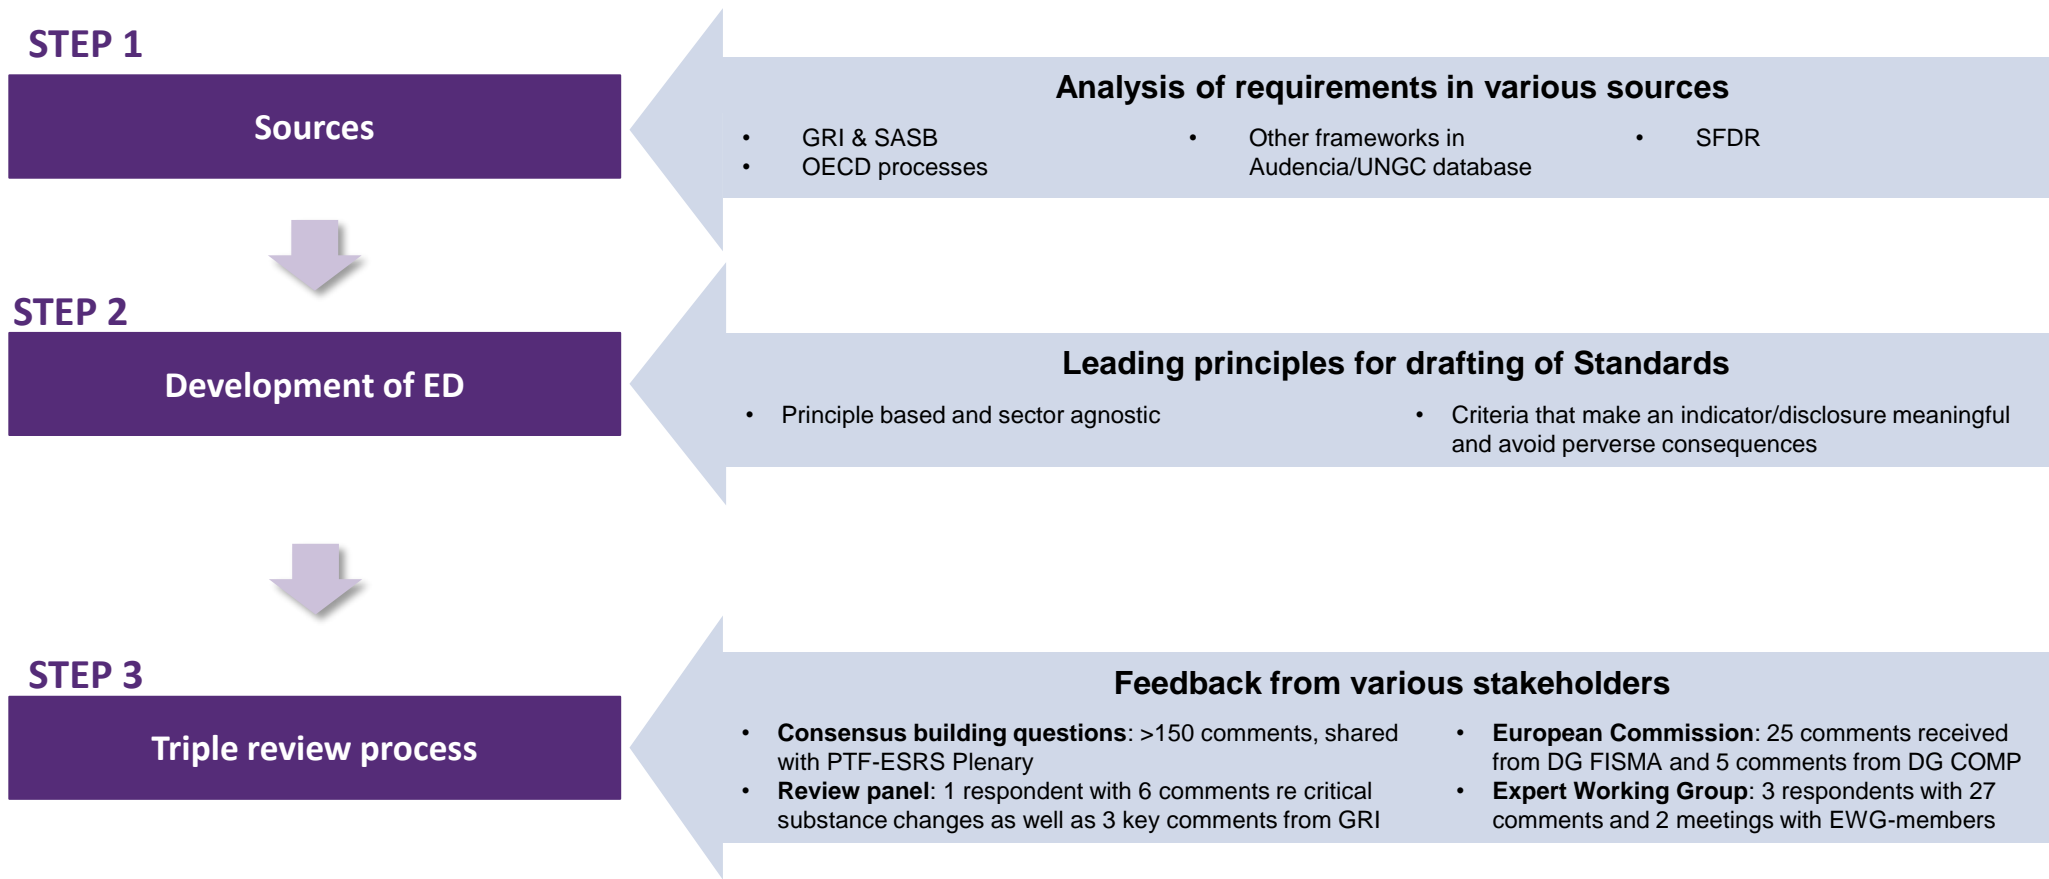 STEP 1
Sources
Analysis of requirements in various sources
• GRI & SASB
• OECD processes
• Other frameworks in
Audencia/UNGC database
• SFDR
STEP 2
Development of ED
Leading principles for drafting of Standards
• Principle based and sector agnostic
• Criteria that make an indicator/disclosure meaningful
and avoid perverse consequences
STEP 3
Triple review process
Feedback from various stakeholders
• Consensus building questions: >150 comments, shared
with PTF-ESRS Plenary
• Review panel: 1 respondent with 6 comments re critical
substance changes as well as 3 key comments from GRI
• European Commission: 25 comments received
from DG FISMA and 5 comments from DG COMP
• Expert Working Group: 3 respondents with 27
comments and 2 meetings with EWG-members